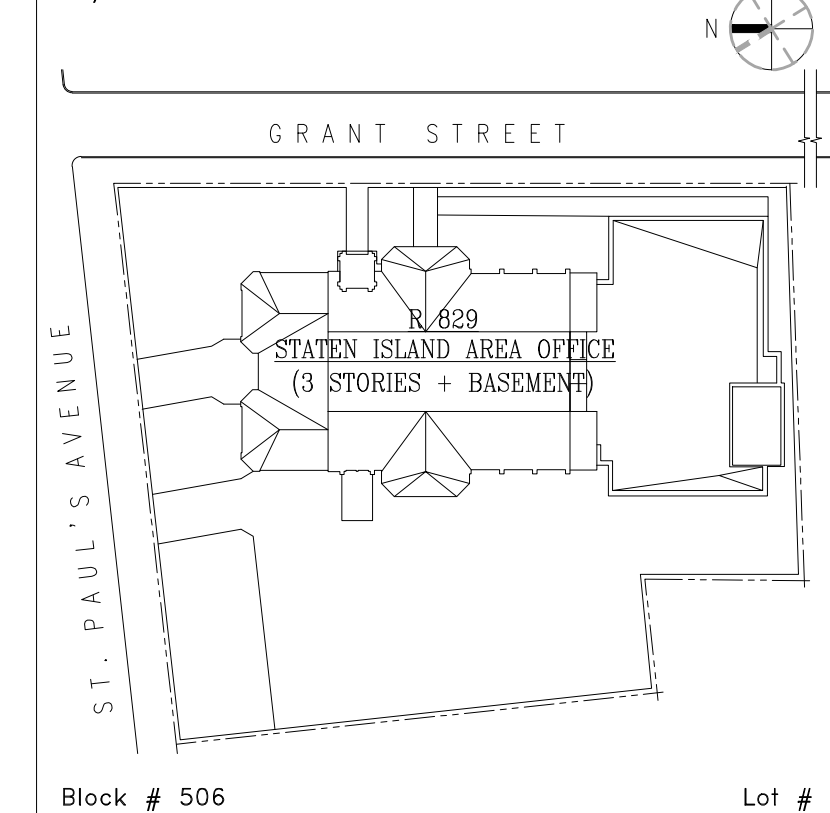 N
GRANT STREET
ST. PAUL'S AVENUE
R 829
STATEN ISLAND AREA OFFICE
(3 STORIES + BASEMENT)
Block # 506
Lot #